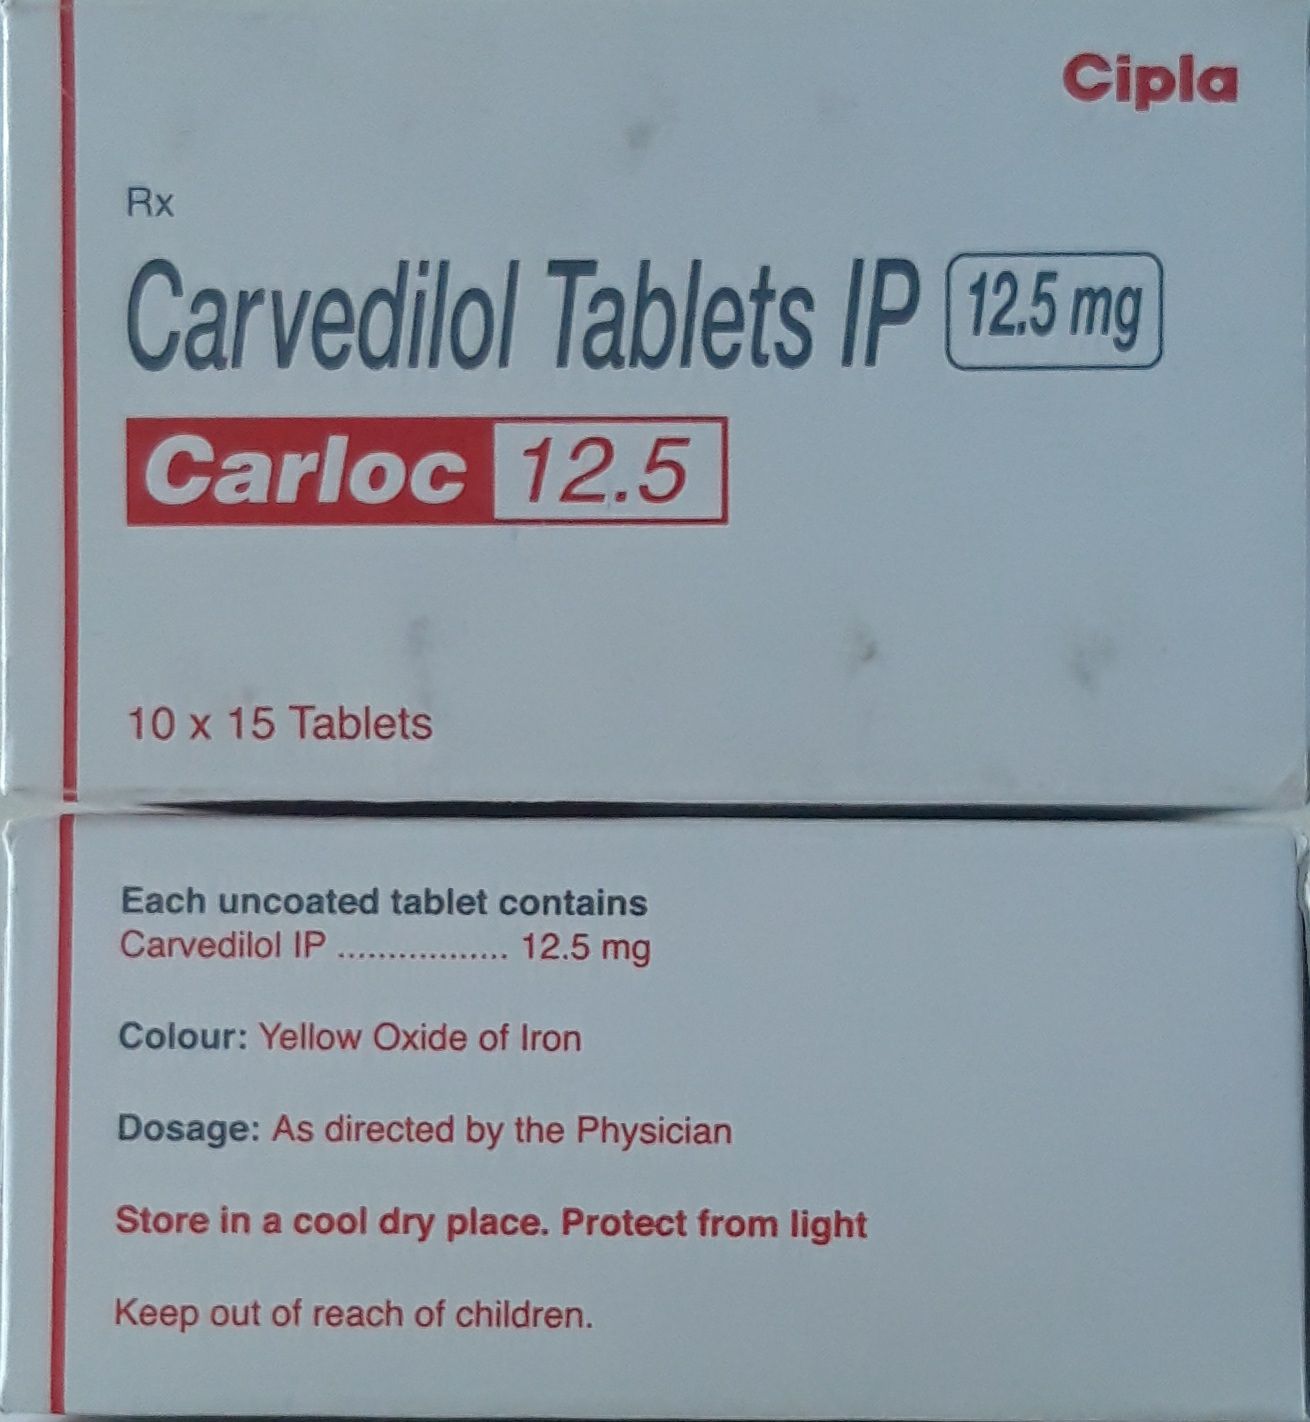 Cipla
Rx
Carvedilol Tablets IP 12.5 mg
Carloc 12.5
10 x 15 Tablets
Each uncoated tablet contains
Carvedilol IP ................. 12.5 mg
Colour: Yellow Oxide of Iron
Dosage: As directed by the Physician
Store in a cool dry place. Protect from light
Keep out of reach of children.